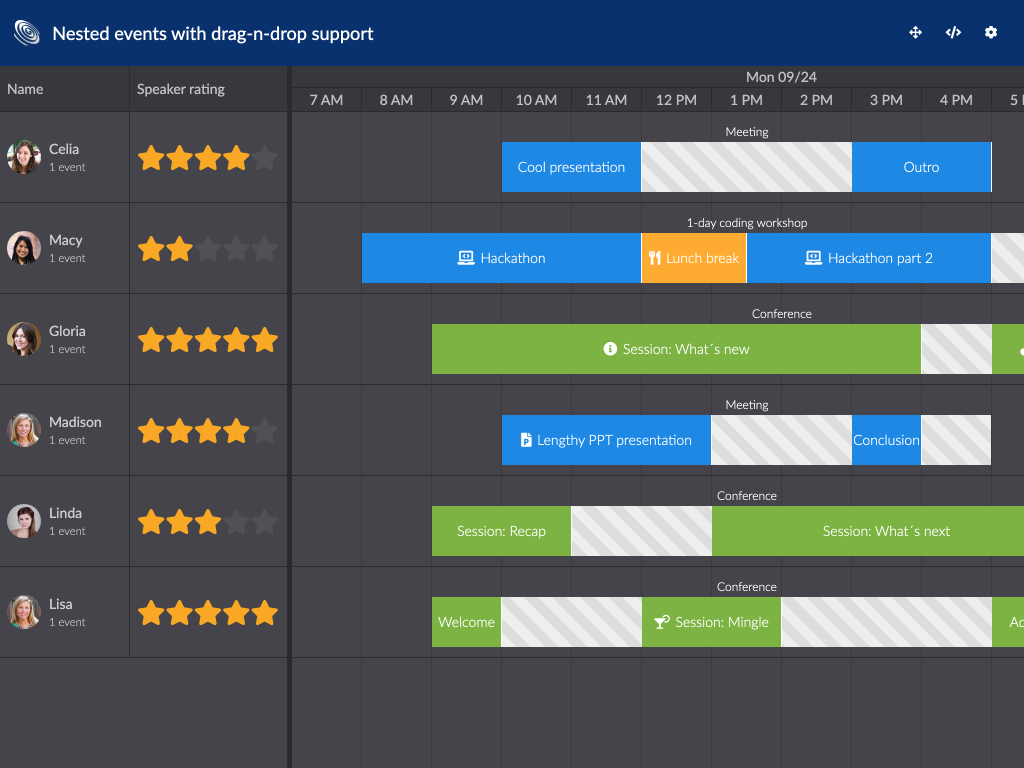 Nested events with drag-n-drop support
Name
Speaker rating
Mon 09/24
7 AM 8 AM 9 AM 10 AM 11 AM 12 PM 1 PM 2 PM 3 PM 4 PM 5
Celia
1 event
Meeting
Cool presentation
Outro
Macy
1 event
1-day coding workshop
Hackathon
Lunch break
Hackathon part 2
Gloria
1 event
Conference
Session: What´s new
Madison
1 event
Meeting
Lengthy PPT presentation
Conclusion
Linda
1 event
Conference
Session: Recap
Session: What´s next
Lisa
1 event
Conference
Welcome
Session: Mingle